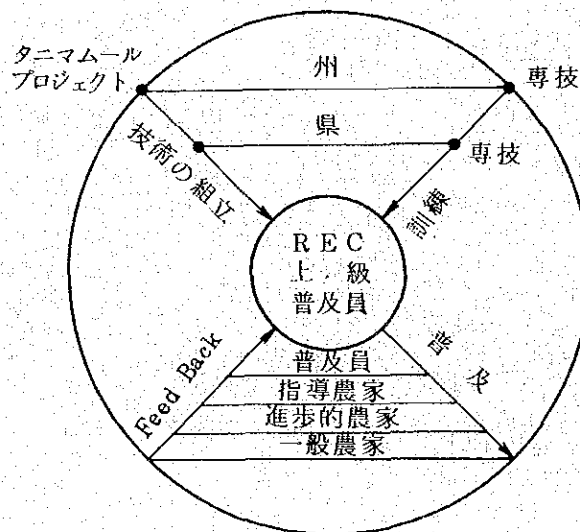 タニマムール
プロジェクト
州
専技
県
専技
技術の組立
訓練
REC
上級
普及員
Feed Back
普及
普及員
指導農家
進歩的農家
一般農家